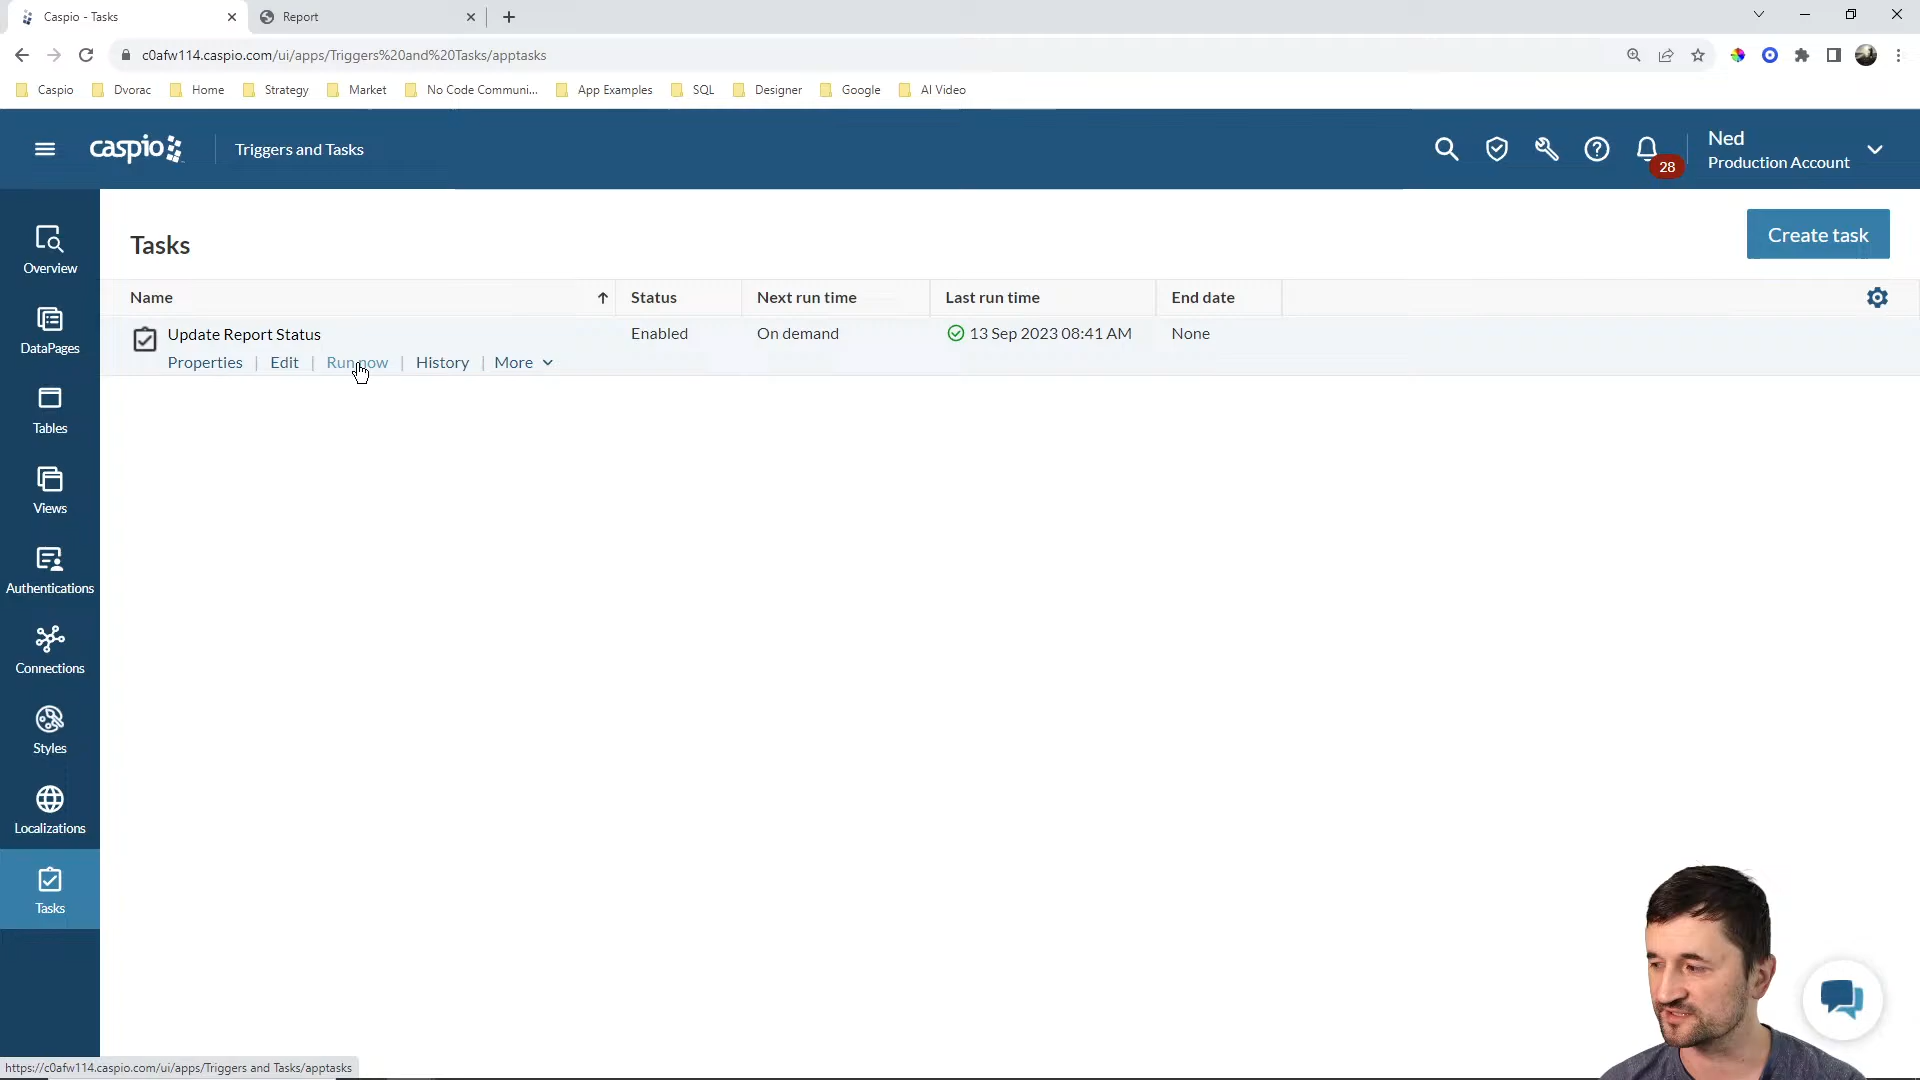 Caspio - Tasks
Report
c0afw114.caspio.com/ui/apps/Triggers%20and%20Tasks/apptasks
Caspio
Dvorac
Home
Strategy
Market
No Code Communi...
App Examples
SQL
Designer
Google
AI Video
caspio
Triggers and Tasks
28
Ned
Production Account
Overview
DataPages
Tables
Views
Authentications
Connections
Styles
Localizations
Tasks
Tasks
Create task
Name Status Next run time Last run time End date
Update Report Status Enabled On demand 13 Sep 2023 08:41 AM None
Properties | Edit | Run now | History | More
https://c0afw114.caspio.com/ui/apps/Triggers and Tasks/apptasks